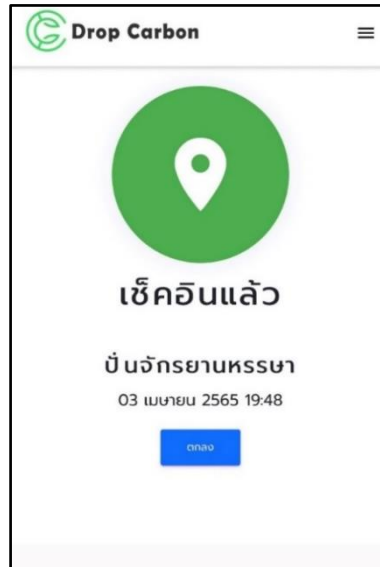 Drop Carbon
เช็คอินแล้ว
ปั่นจักรยานหรรษา
03 เมษายน 2565 19:48
ตกลง